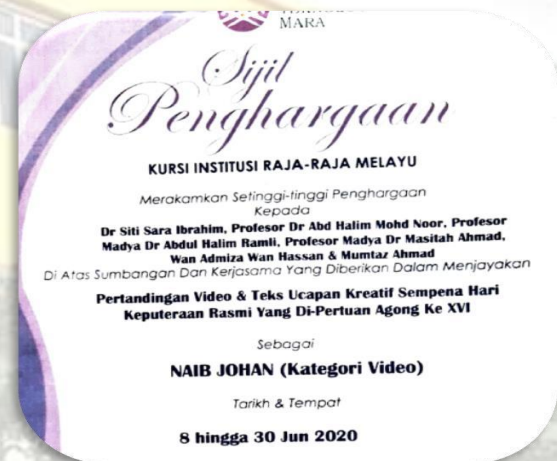 MARA
Sijil
Penghargaan
KURSI INSTITUSI RAJA-RAJA MELAYU
Merakamkan Setinggi-tinggi Penghargaan
Kepada
Dr Siti Sara Ibrahim, Profesor Dr Abd Halim Mohd Noor, Profesor
Madya Dr Abdul Halim Ramli, Profesor Madya Dr Masitah Ahmad,
Wan Admiza Wan Hassan & Mumtaz Ahmad
Di Atas Sumbangan Dan Kerjasama Yang Diberikan Dalam Menjayakan
Pertandingan Video & Teks Ucapan Kreatif Sempena Hari
Keputeraan Rasmi Yang Di-Pertuan Agong Ke XVI
Sebagai
NAIB JOHAN (Kategori Video)
Tarikh & Tempat
8 hingga 30 Jun 2020